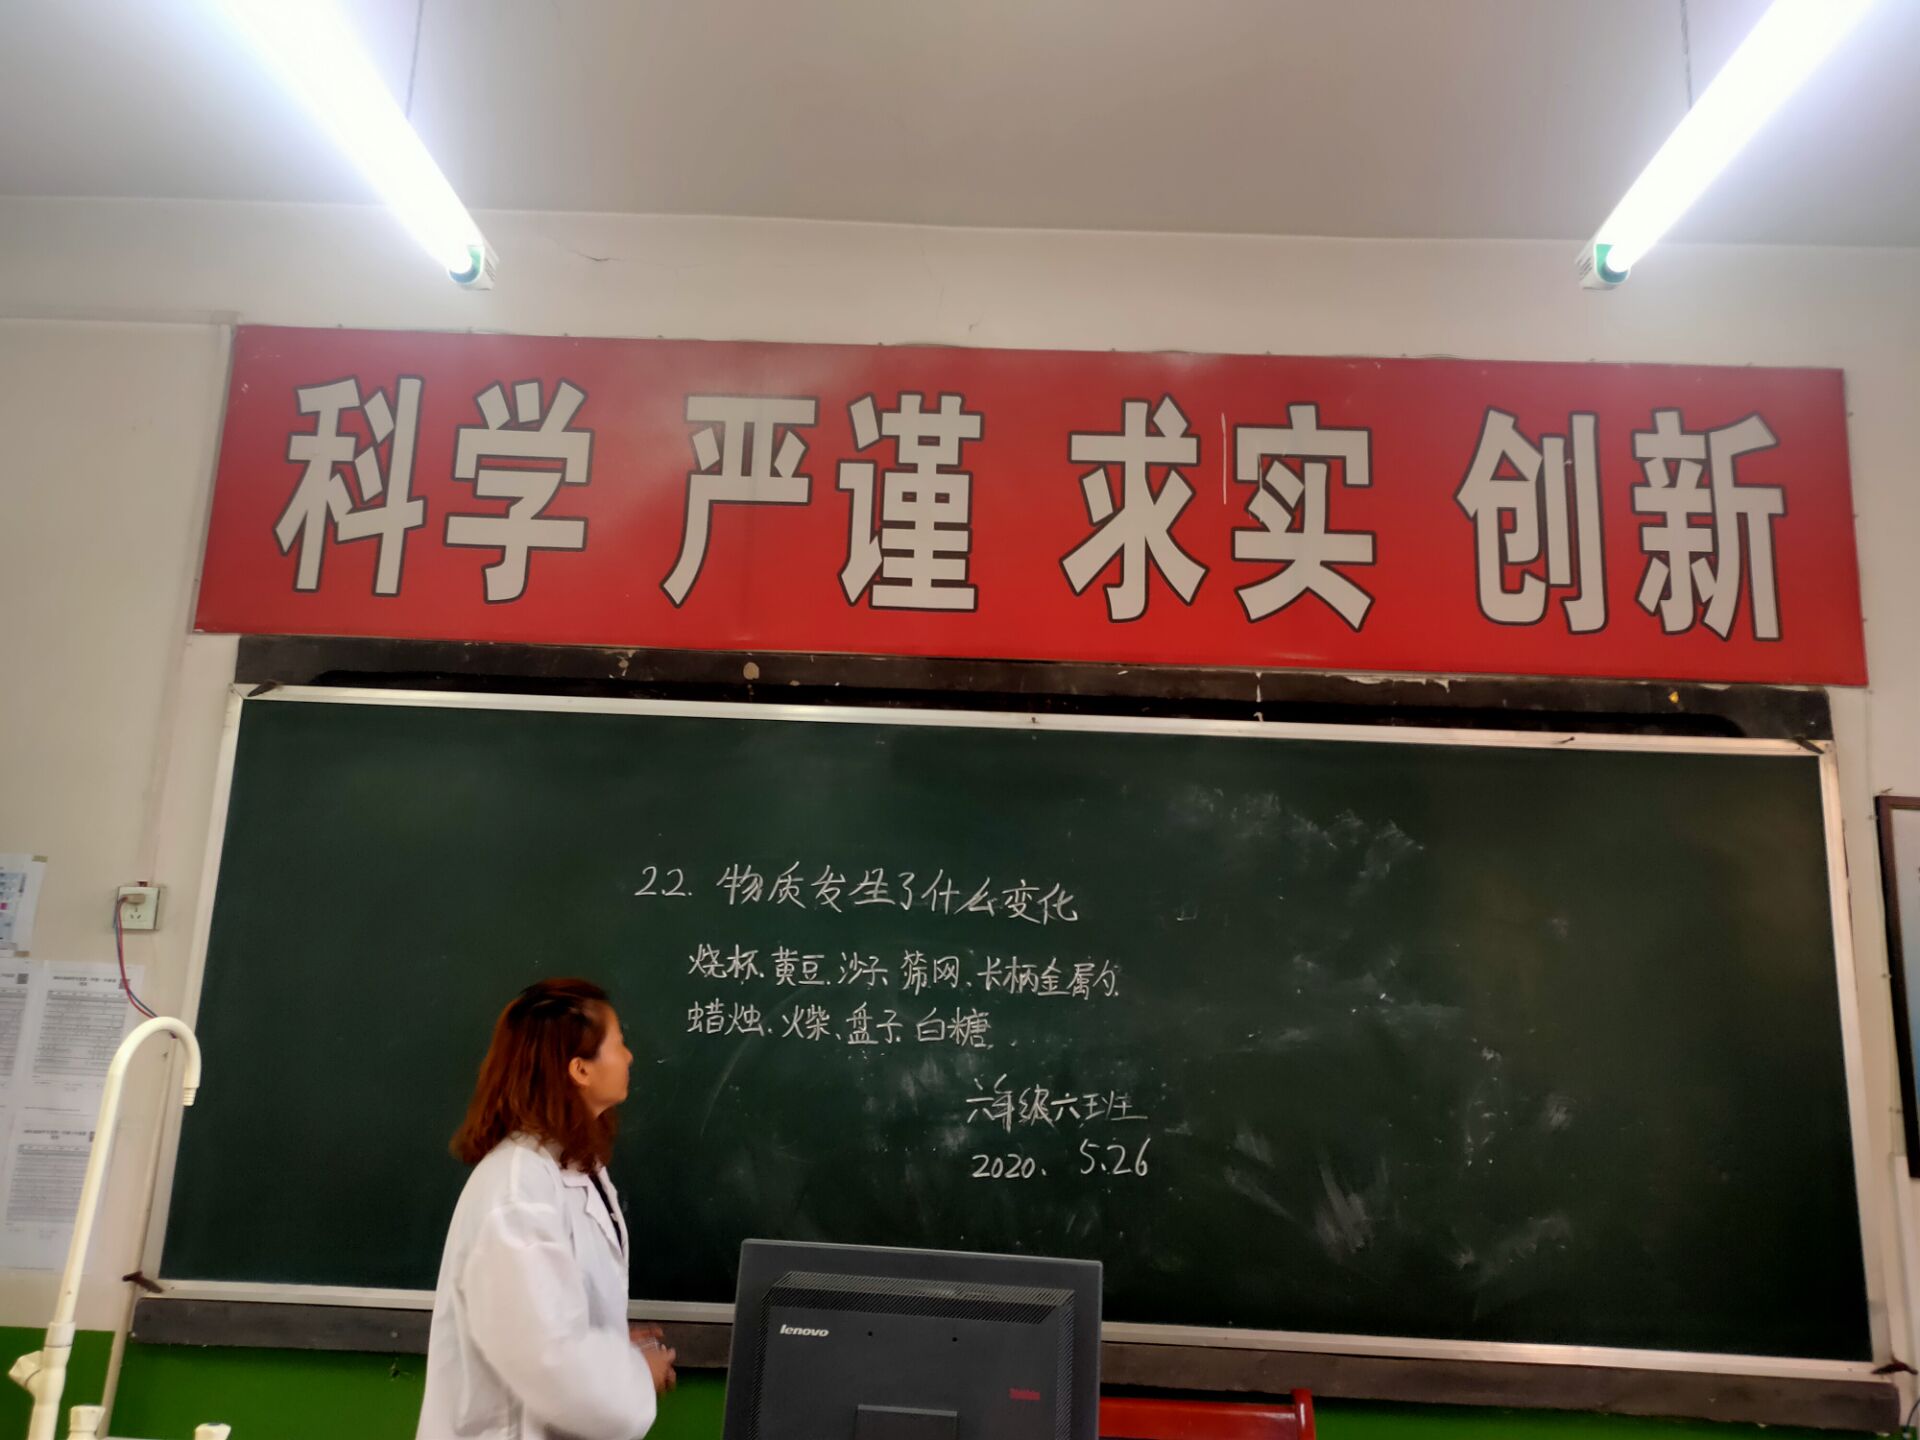 科学 严谨 求实 创新
2.2. 物质发生了什么变化
烧杯、黄豆、沙子、筛网、长柄金属勺、
蜡烛、火柴、盘子、白糖
六年级六班
2020. 5.26
lenovo